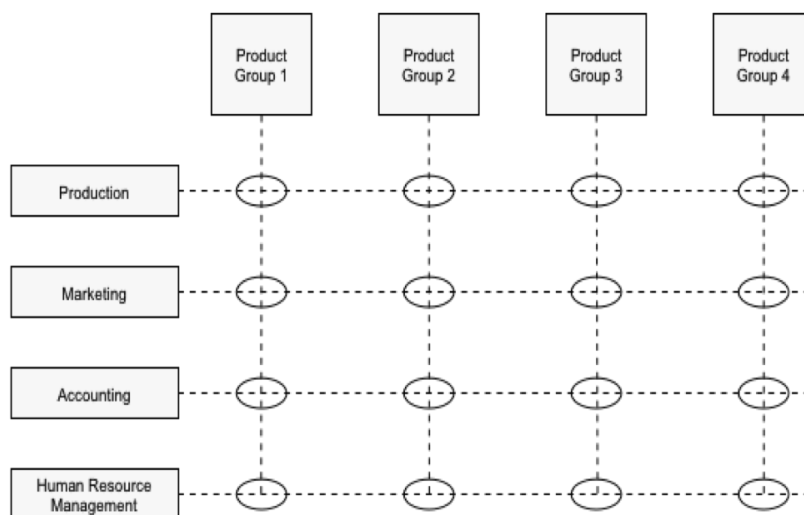 Product
Group 1
Product
Group 2
Product
Group 3
Product
Group 4
Production
Marketing
Accounting
Human Resource
Management